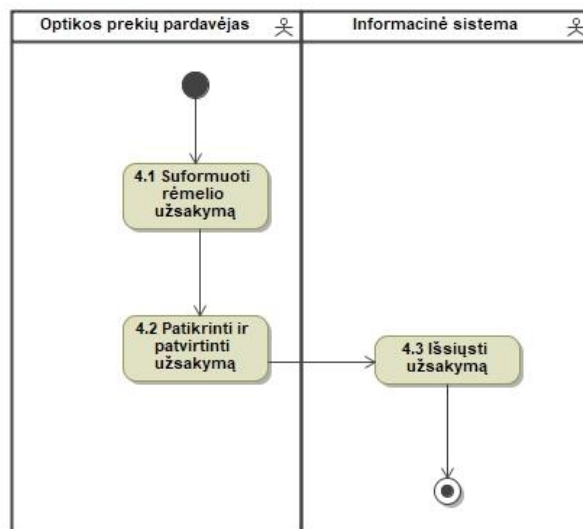 Optikos prekių pardavėjas
Informacinė sistema
4.1 Suformuoti
rėmelio
užsakymą
4.2 Patikrinti ir
patvirtinti
užsakymą
4.3 Išsiųsti
užsakymą